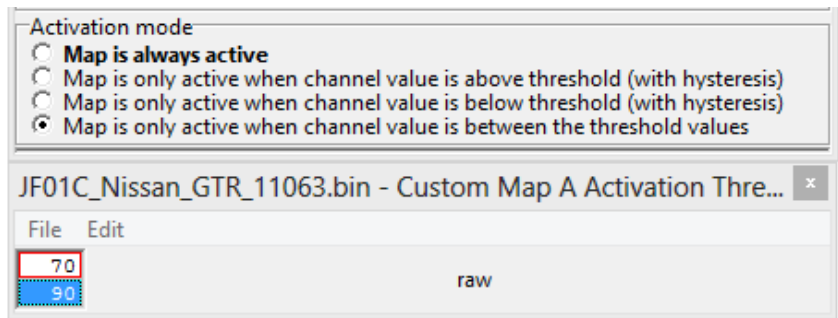 Activation mode
Map is always active
Map is only active when channel value is above threshold (with hysteresis)
Map is only active when channel value is below threshold (with hysteresis)
Map is only active when channel value is between the threshold values
JF01C_Nissan_GTR_11063.bin - Custom Map A Activation Thre... x
File Edit
70
90
raw